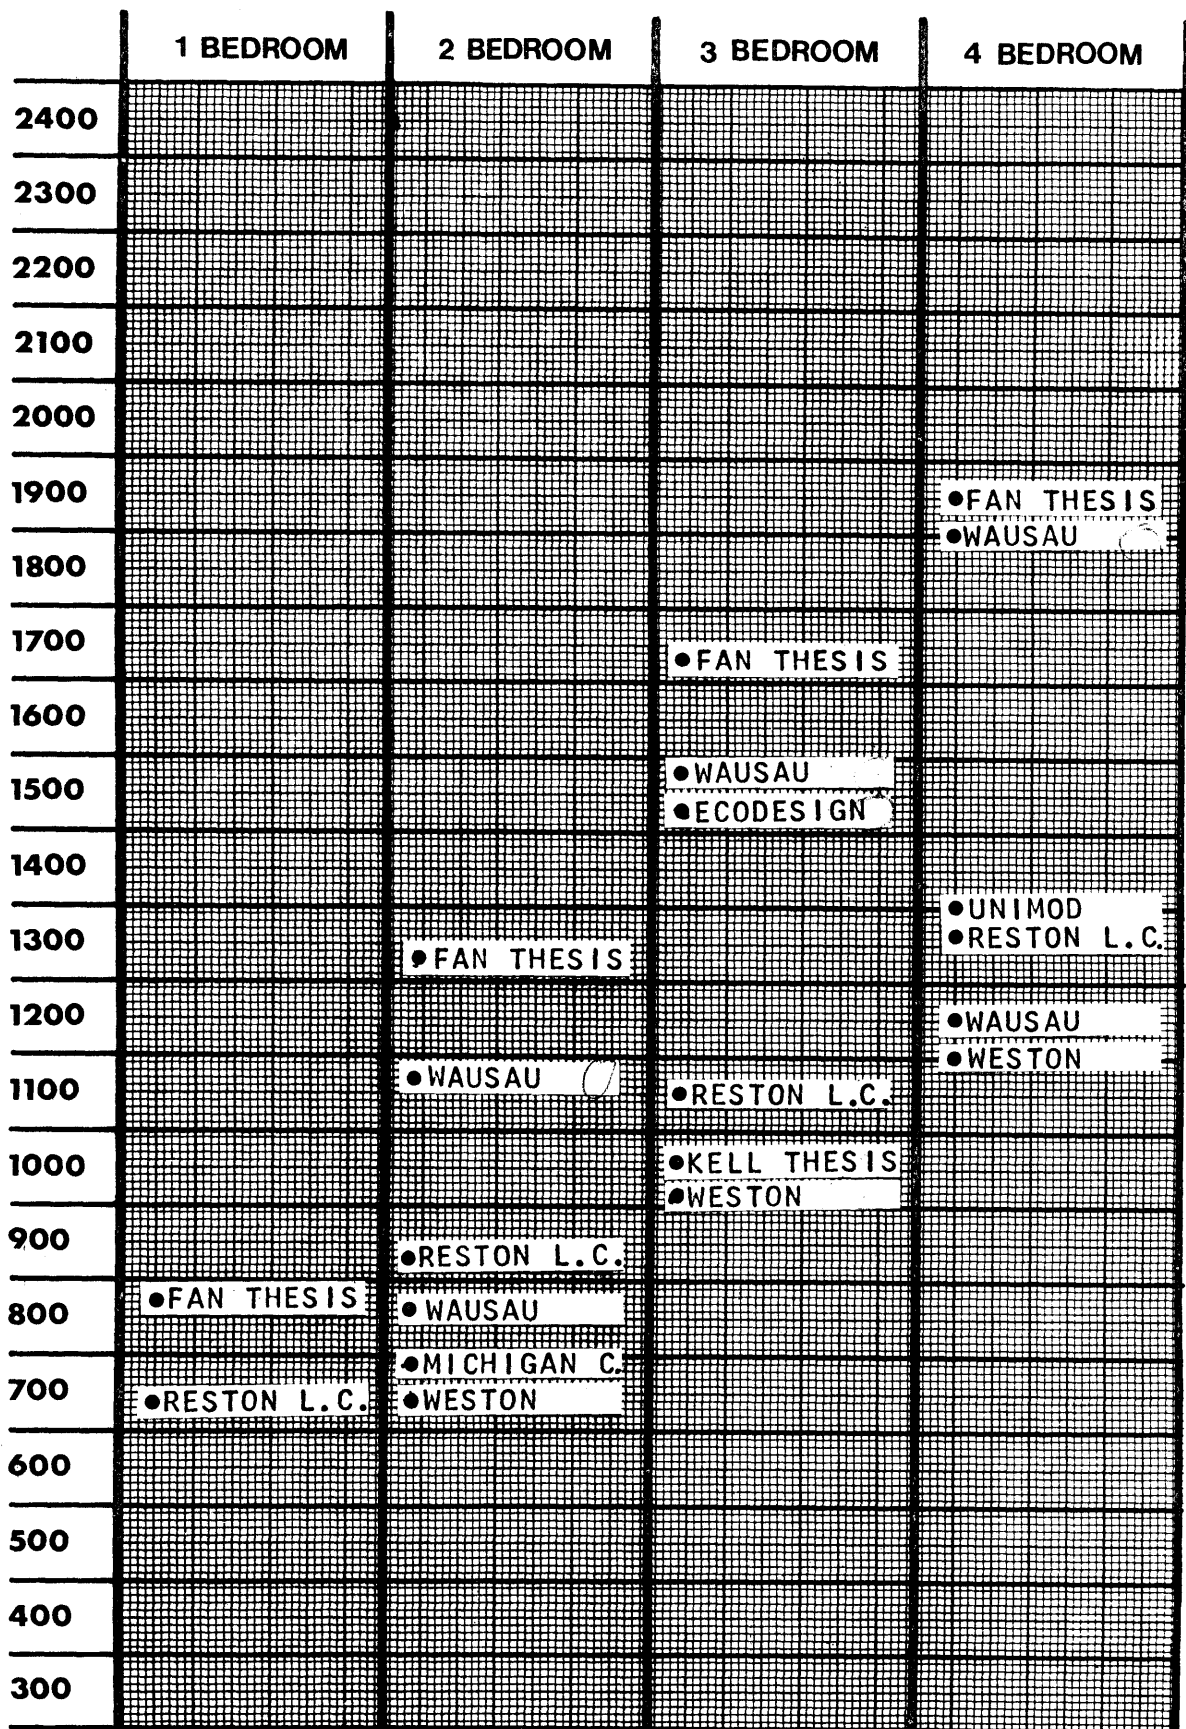 1 BEDROOM 2 BEDROOM 3 BEDROOM 4 BEDROOM
2400
2300
2200
2100
2000
1900 ●FAN THESIS
●WAUSAU
1800
1700 ●FAN THESIS
1600
●WAUSAU
1500
●ECODESIGN
1400
●UNIMOD
1300 ●FAN THESIS ●RESTON L.C.
1200 ●WAUSAU
●WESTON
1100 ●WAUSAU ●RESTON L.C.
1000 ●KELL THESIS
●WESTON
900 ●RESTON L.C.
●FAN THESIS
800 ●WAUSAU
●MICHIGAN C.
700 ●RESTON L.C. ●WESTON
600
500
400
300